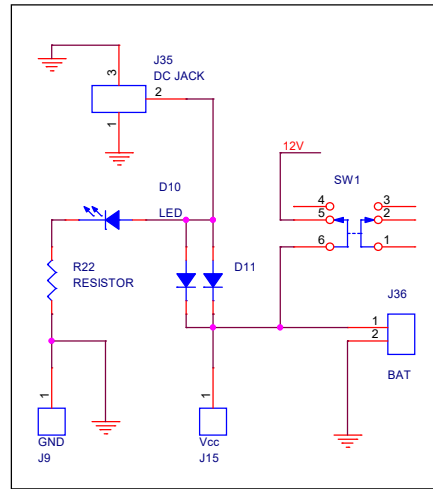 J35
DC JACK
3
2
1
12V
SW1
4
3
5
2
6
1
D10
LED
D11
R22
RESISTOR
J36
1
2
BAT
1
GND
J9
1
Vcc
J15